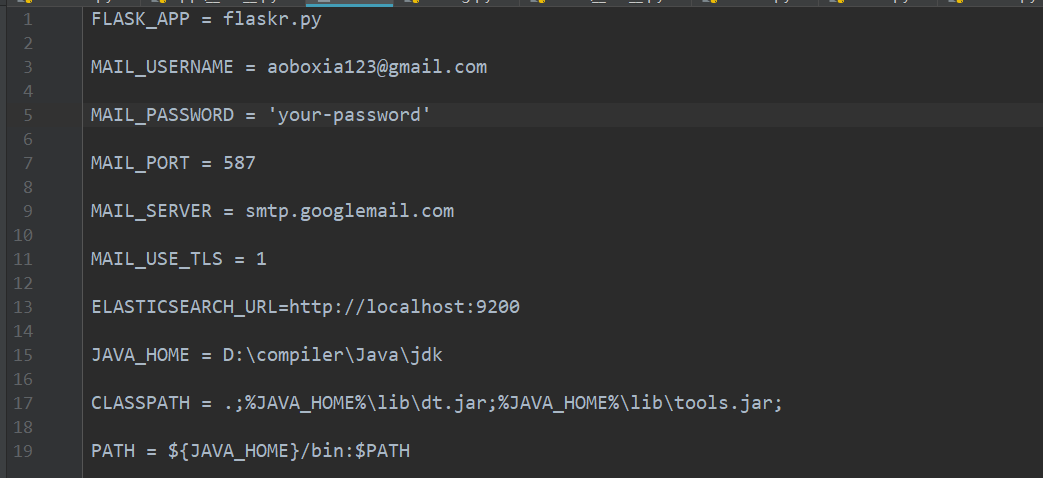 1 FLASK_APP = flaskr.py
2
3 MAIL_USERNAME = aoboxia123@gmail.com
4
5 MAIL_PASSWORD = 'your-password'
6
7 MAIL_PORT = 587
8
9 MAIL_SERVER = smtp.googlemail.com
10
11 MAIL_USE_TLS = 1
12
13 ELASTICSEARCH_URL=http://localhost:9200
14
15 JAVA_HOME = D:\compiler\Java\jdk
16
17 CLASSPATH = .;%JAVA_HOME%\lib\dt.jar;%JAVA_HOME%\lib\tools.jar;
18
19 PATH = ${JAVA_HOME}/bin:$PATH